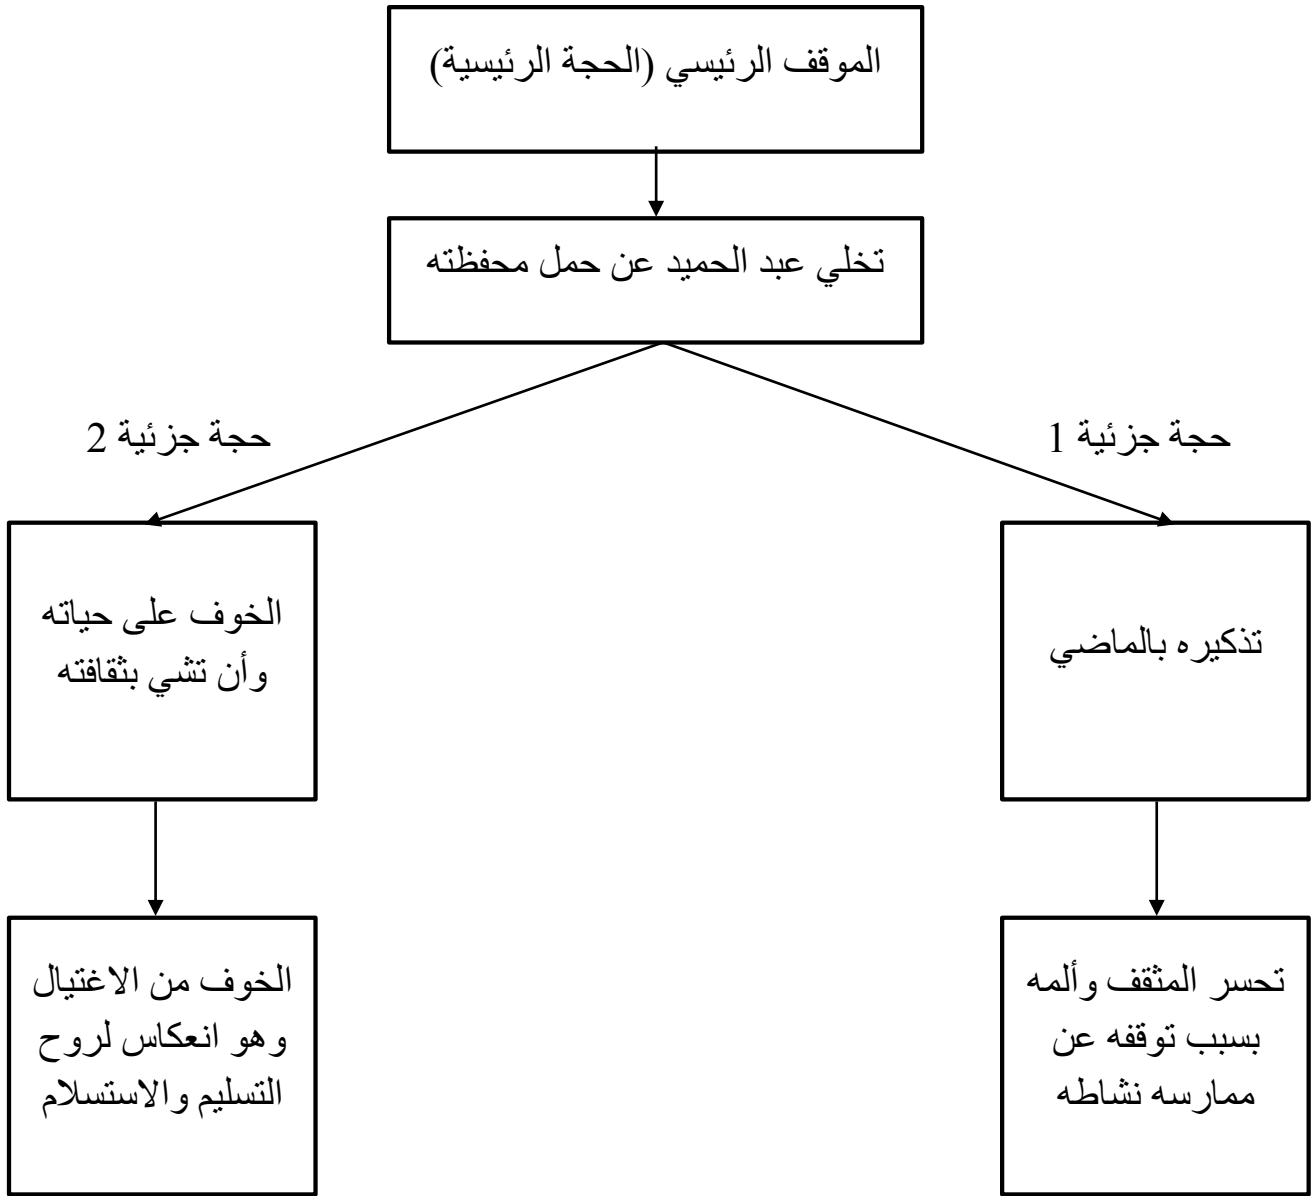 الموقف الرئيسي (الحجة الرئيسية)
تخلي عبد الحميد عن حمل محفظته
حجة جزئية 1
حجة جزئية 2
تذكيره بالماضي
الخوف على حياته
وأن تشي بثقافته
تحسر المثقف وألمه
بسبب توقفه عن
ممارسه نشاطه
الخوف من الاغتيال
وهو انعكاس لروح
التسليم والاستسلام